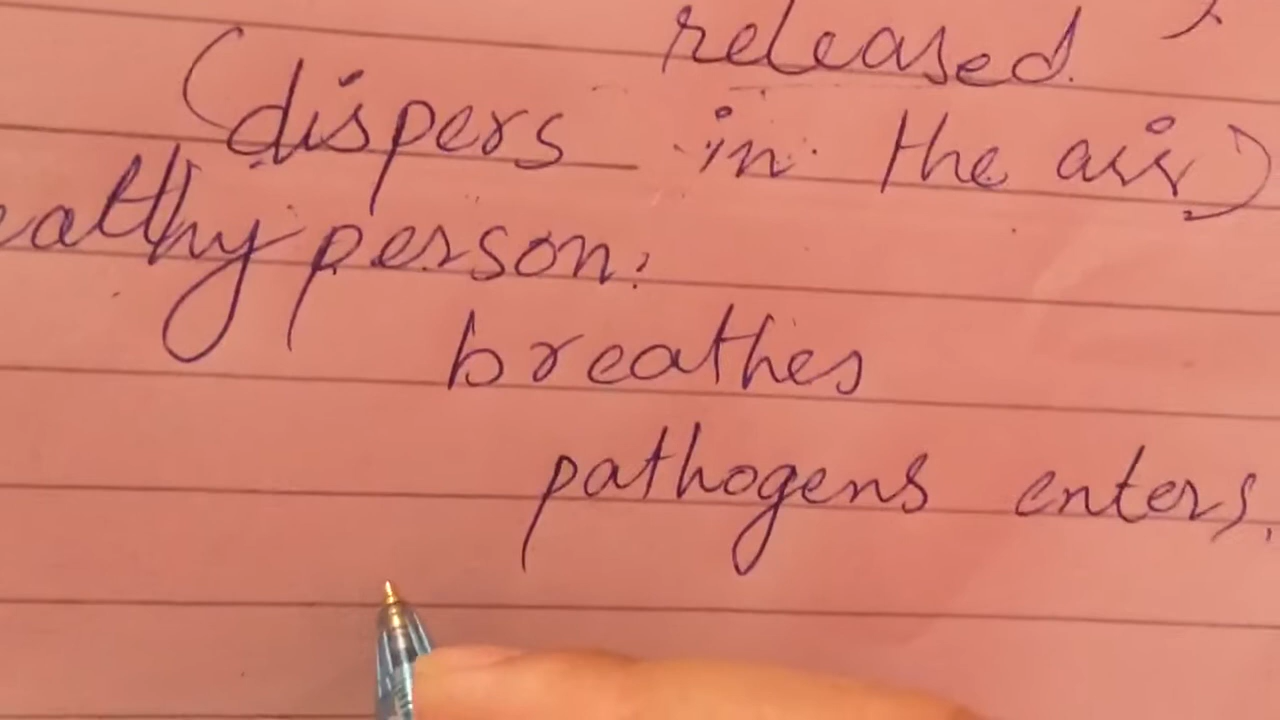 released
(dispers in the air)
ealthy person.
breathes
pathogens enters.